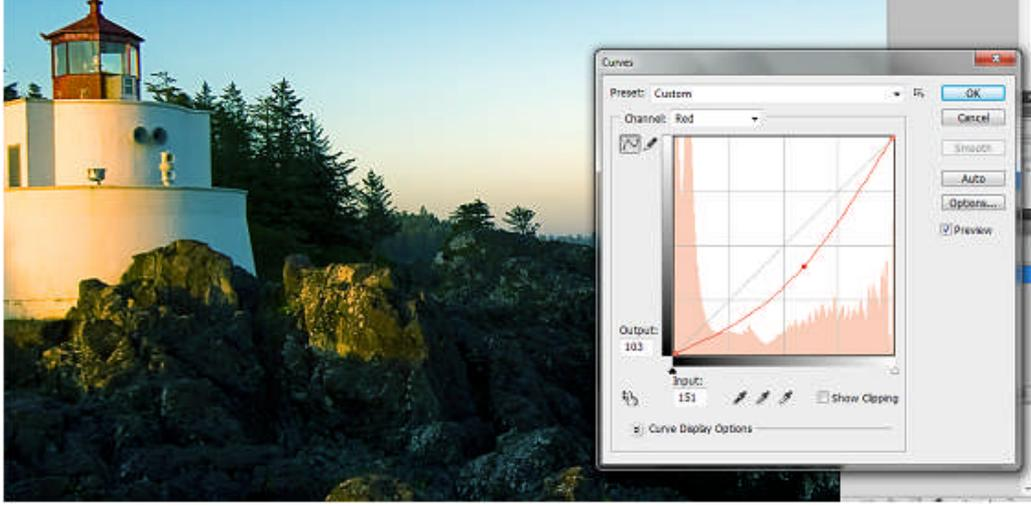 Curves
Preset: Custom
OK
Channel: Red
Cancel
Smooth
Auto
Options...
Preview
Output:
103
Input:
151
Show Clipping
Curve Display Options